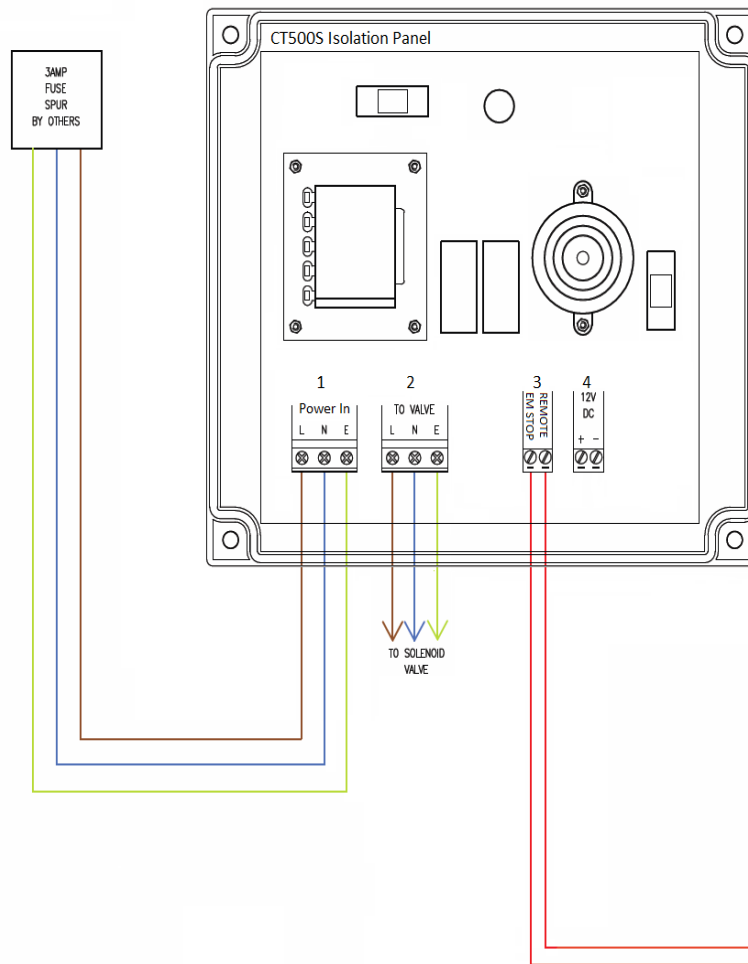 CT500S Isolation Panel
3AMP
FUSE
SPUR
BY OTHERS
1
Power In
L N E
2
TO VALVE
L N E
3
REMOTE
EM STOP
4
12V
DC
+ −
TO SOLENOID
VALVE